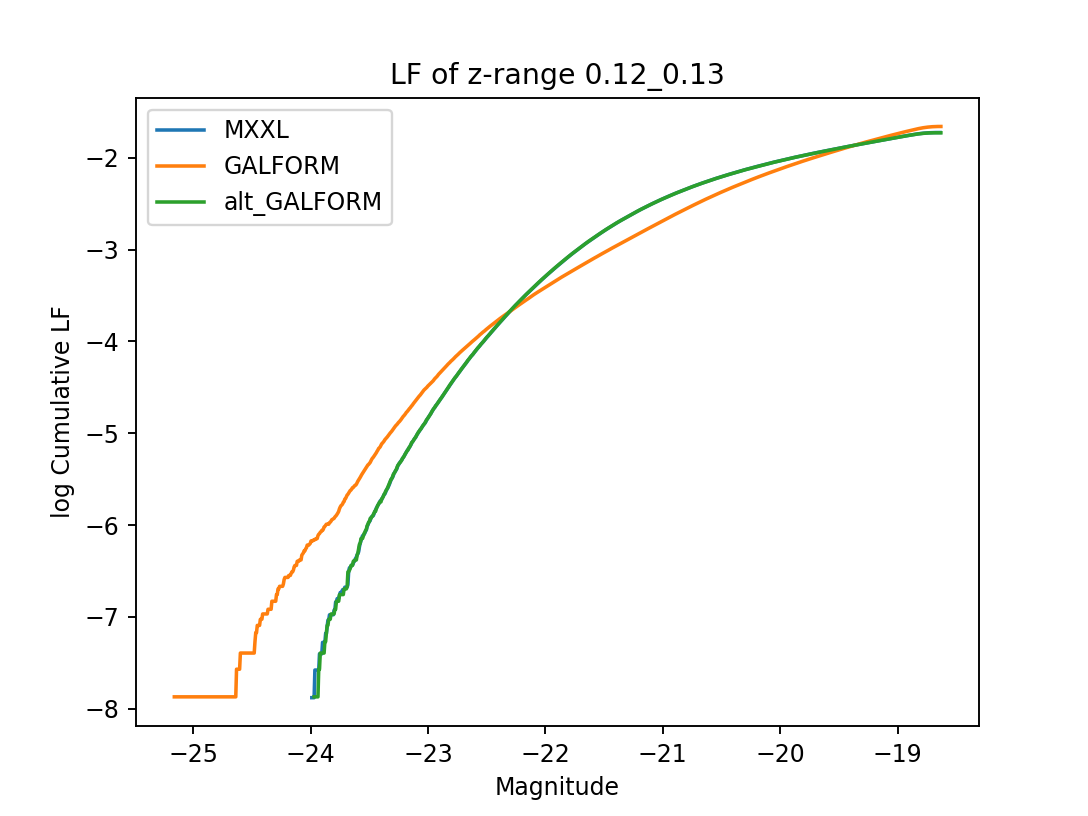 LF of z-range 0.12_0.13
MXXL
GALFORM
alt_GALFORM
log Cumulative LF
−2
−3
−4
−5
−6
−7
−8
−25 −24 −23 −22 −21 −20 −19
Magnitude